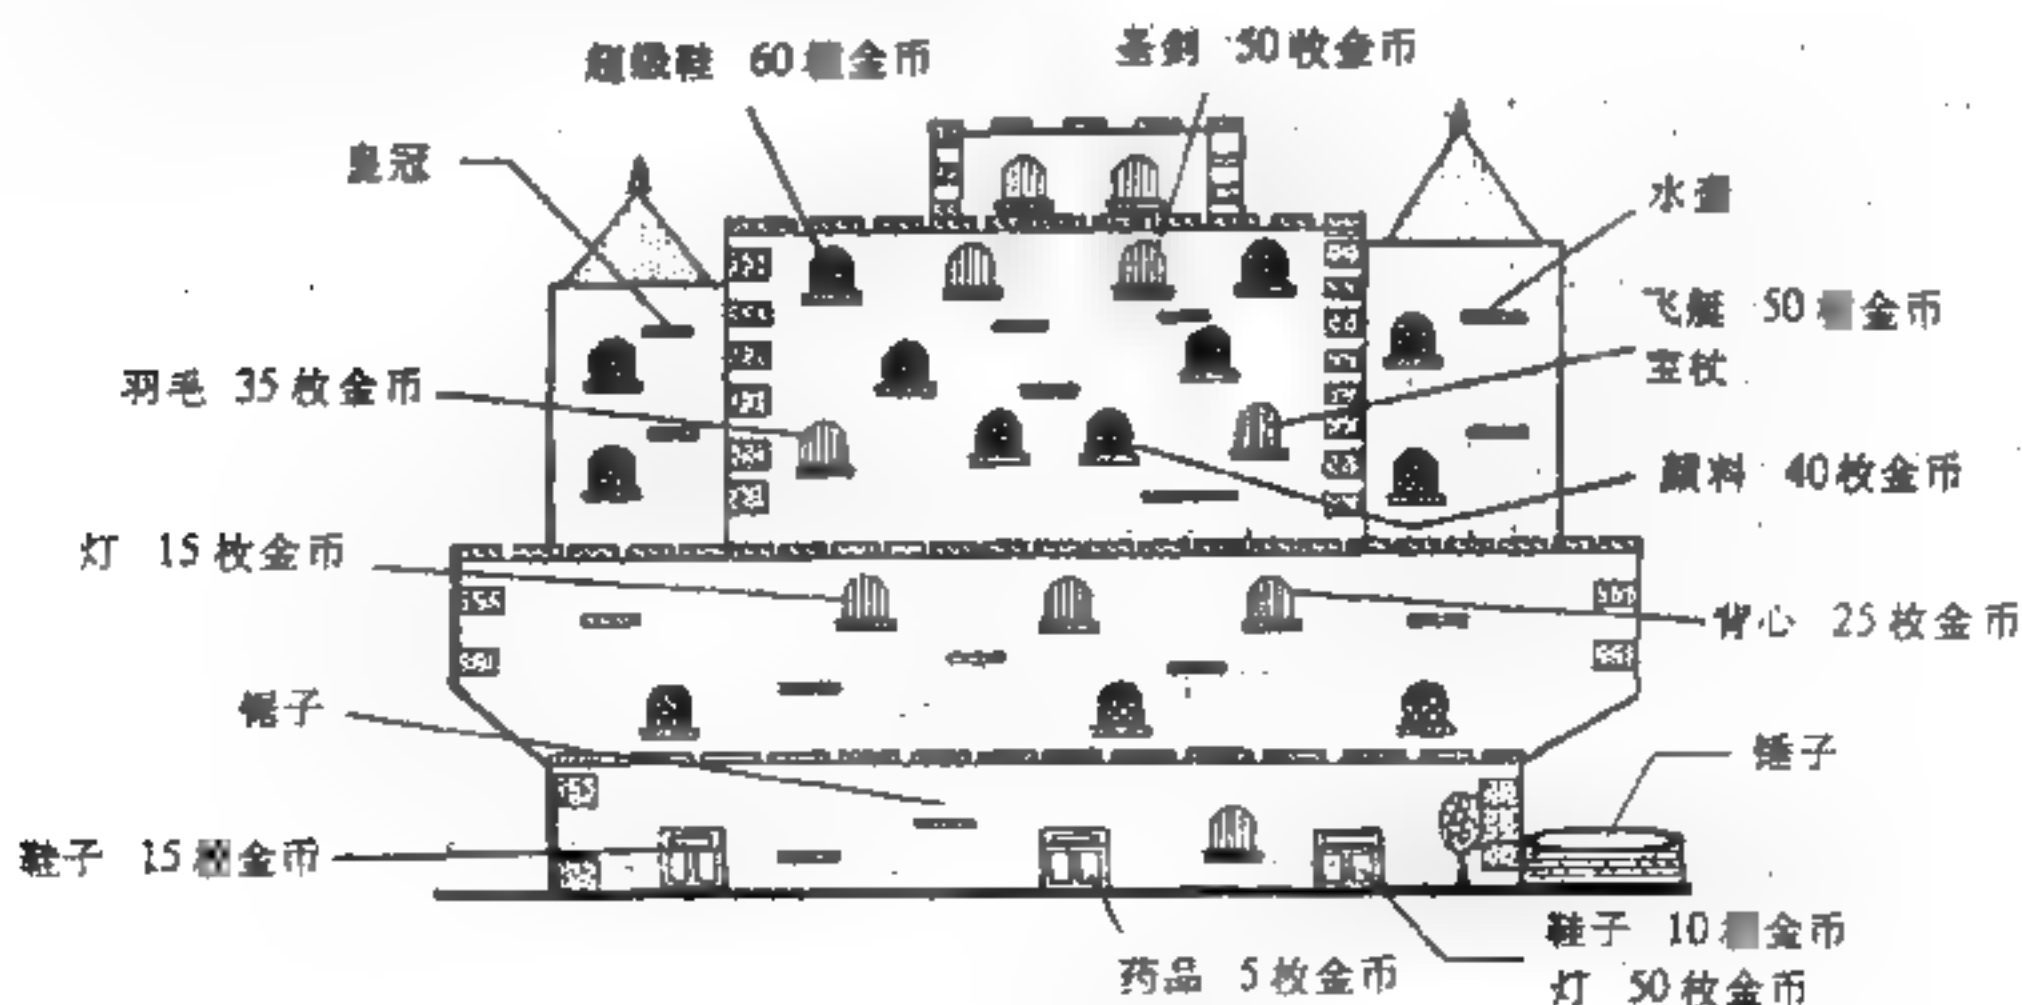 超级鞋 60枚金币
圣剑 50枚金币
皇冠
水壶
飞艇 50枚金币
宝杖
羽毛 35枚金币
颜料 40枚金币
灯 15枚金币
背心 25枚金币
锯子
锤子
鞋子 15枚金币
药品 5枚金币
鞋子 10枚金币
灯 50枚金币